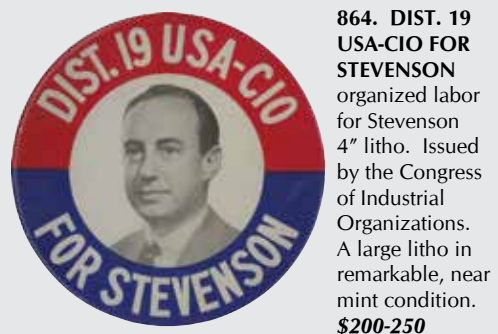 DIST. 19 USA-CIO
FOR STEVENSON
864. DIST. 19
USA-CIO FOR
STEVENSON
organized labor
for Stevenson
4″ litho. Issued
by the Congress
of Industrial
Organizations.
A large litho in
remarkable, near
mint condition.
$200-250